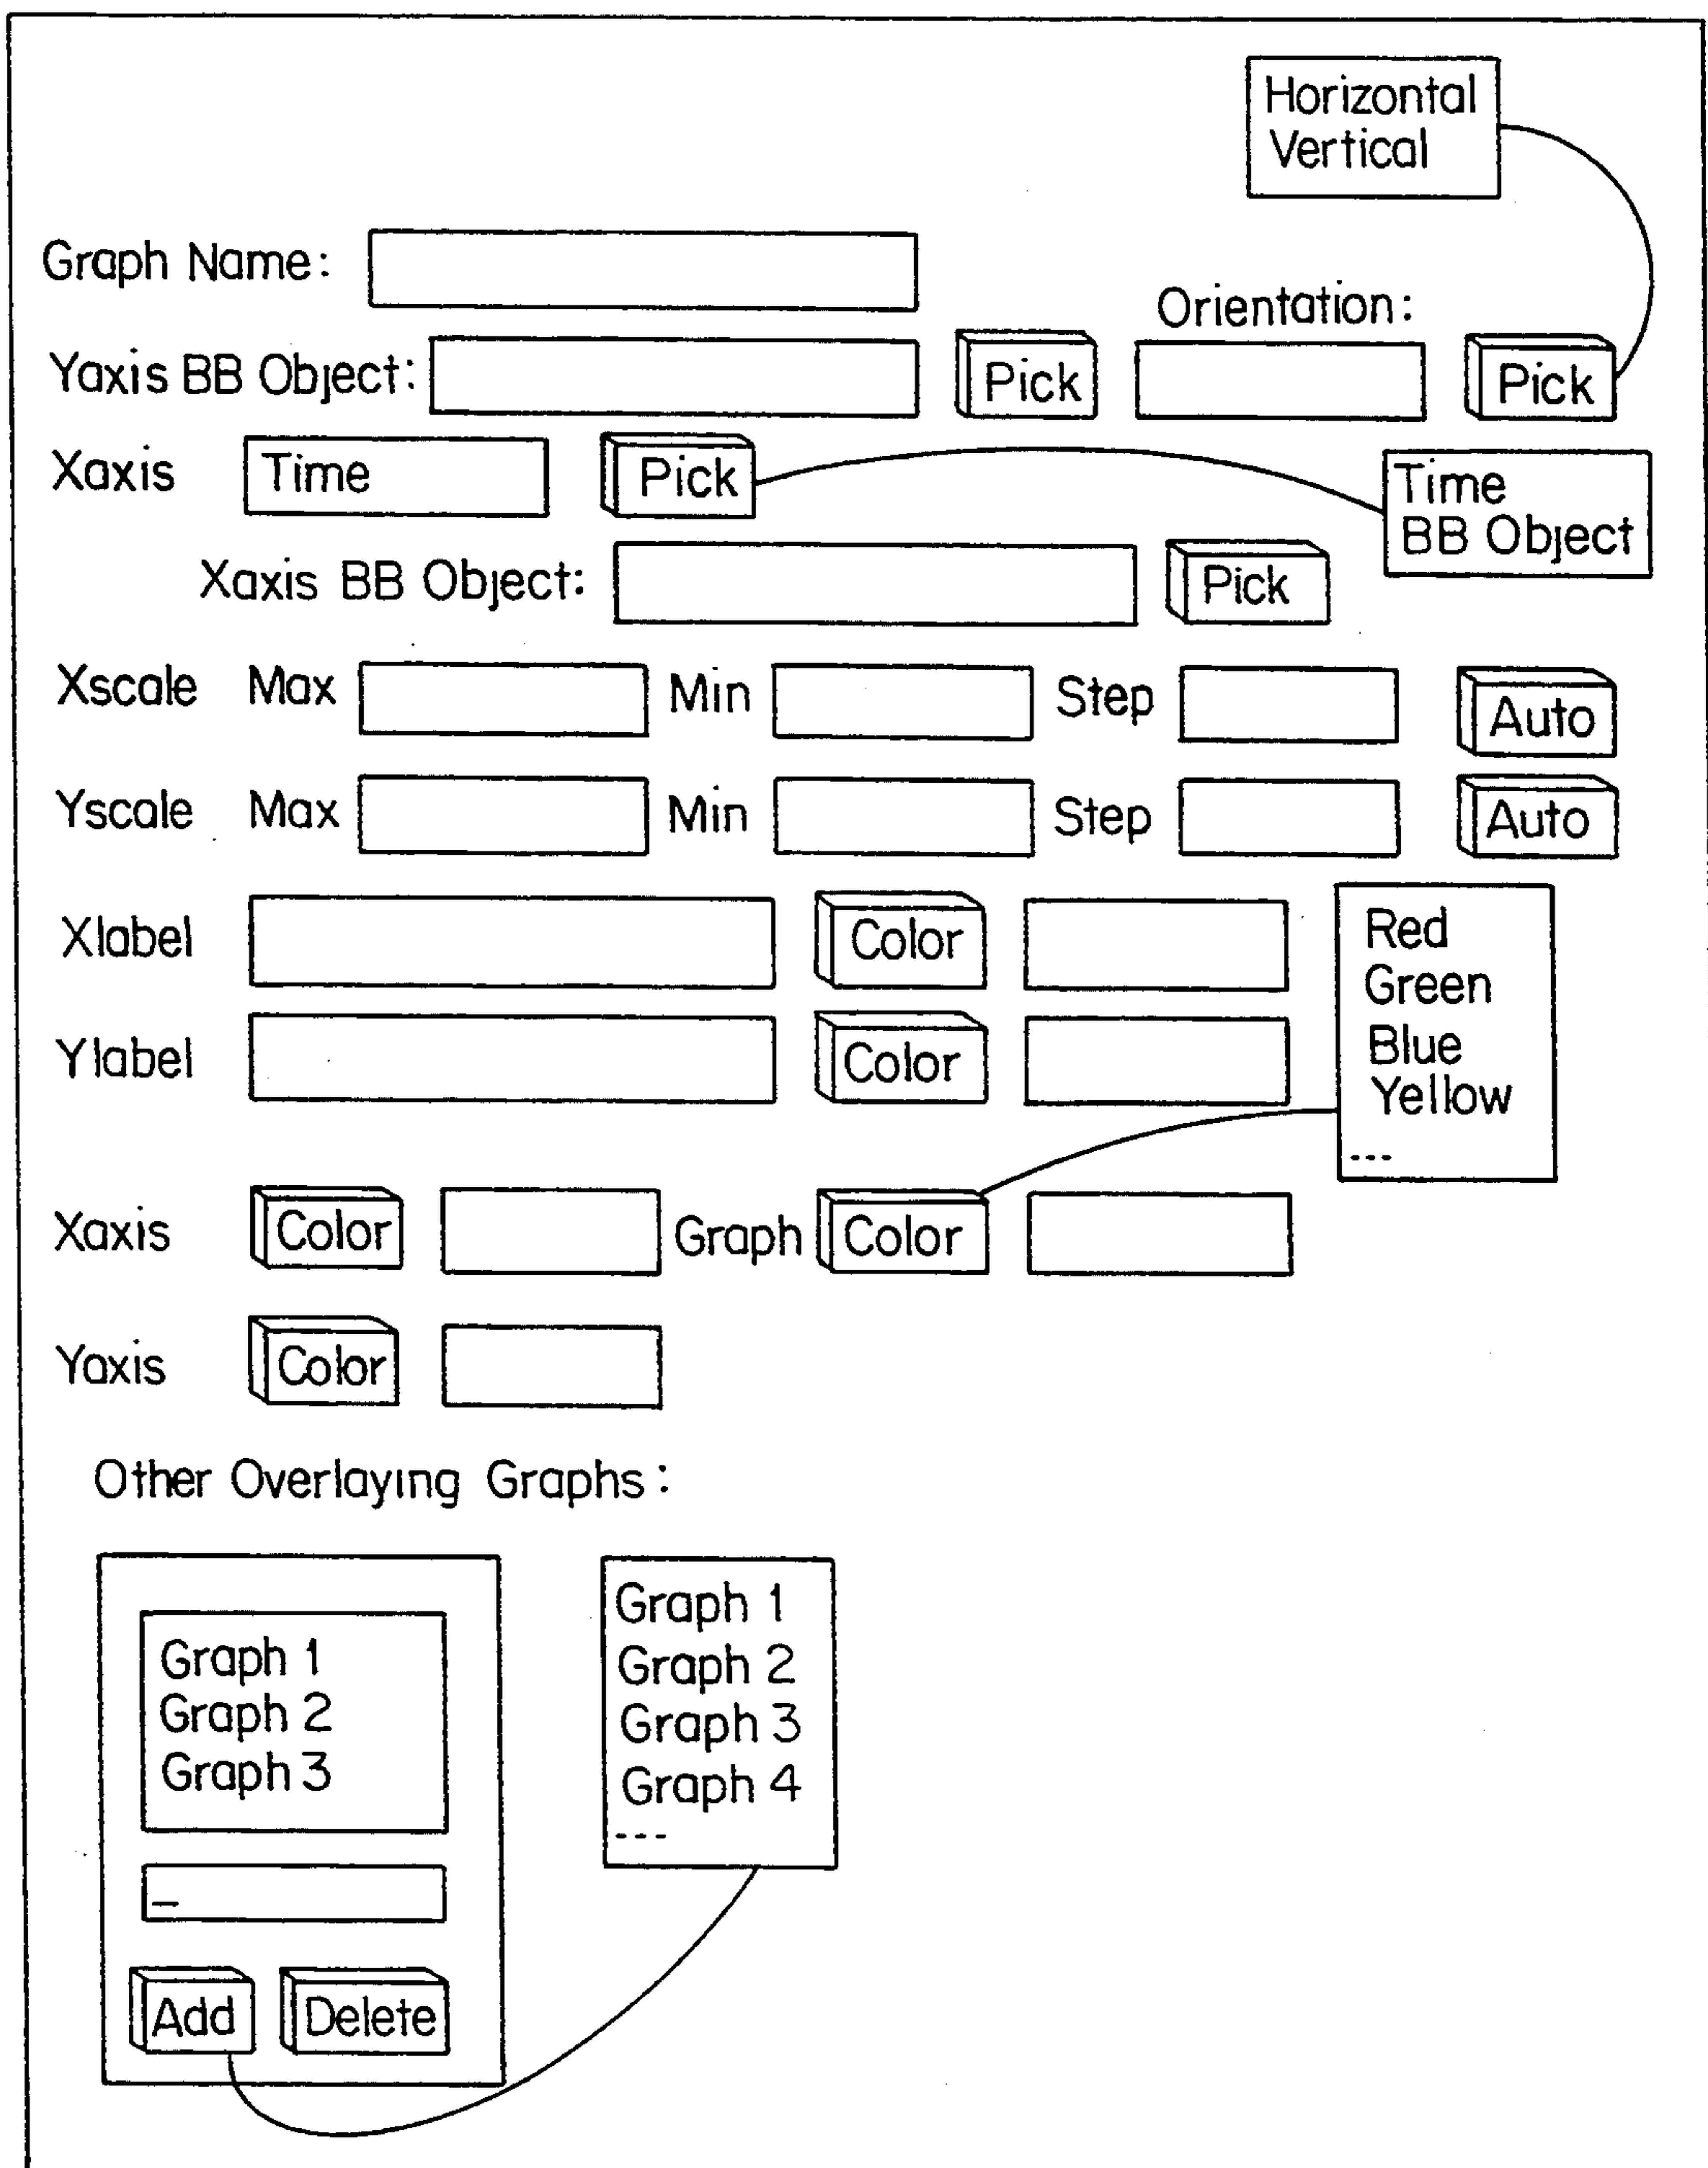 Horizontal
Vertical
Graph Name:
Orientation:
Yaxis BB Object: Pick Pick
Xaxis Time Pick
Time
BB Object
Xaxis BB Object: Pick
Xscale Max Min Step Auto
Yscale Max Min Step Auto
Xlabel Color
Ylabel Color
Red
Green
Blue
Yellow
---
Xaxis Color Graph Color
Yaxis Color
Other Overlaying Graphs:
Graph 1
Graph 2
Graph 3
_
Add Delete
Graph 1
Graph 2
Graph 3
Graph 4
---